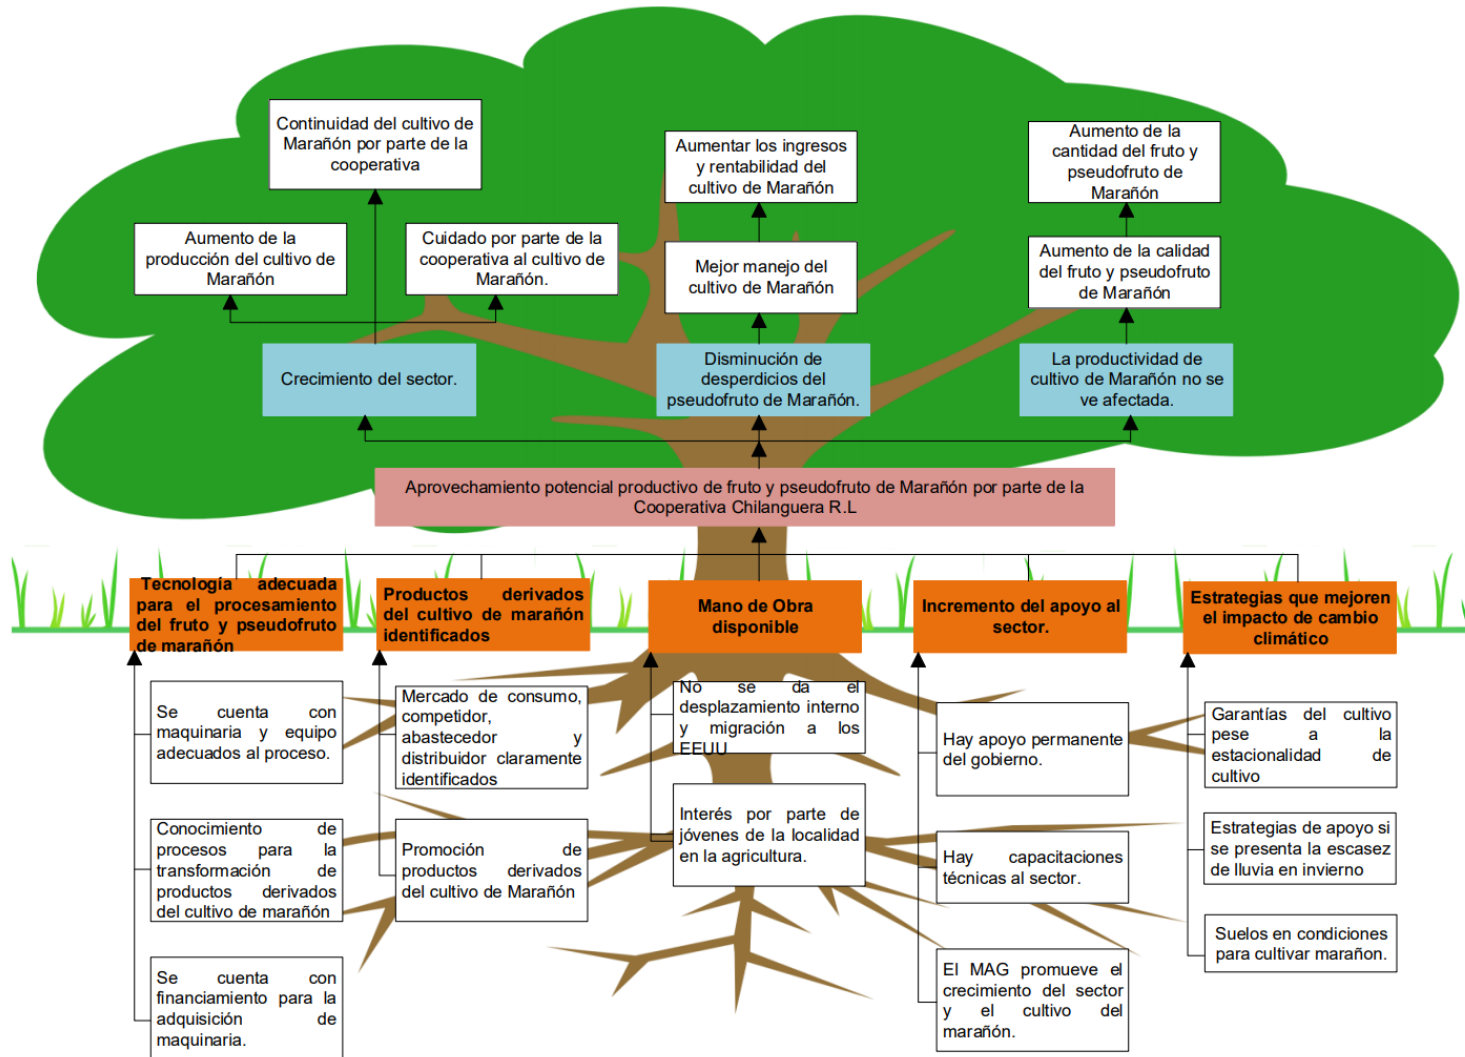 Continuidad del cultivo de
Marañón por parte de la
cooperativa
Aumentar los ingresos
y rentabilidad del
cultivo de Marañón
Aumento de la
cantidad del fruto y
pseudofruto de
Marañón
Aumento de la
producción del cultivo de
Marañón
Cuidado por parte de la
cooperativa al cultivo de
Marañón.
Mejor manejo del
cultivo de Marañón
Aumento de la calidad
del fruto y pseudofruto
de Marañón
Crecimiento del sector.
Disminución de
desperdicios del
pseudofruto de Marañón.
La productividad de
cultivo de Marañón no se
ve afectada.
Aprovechamiento potencial productivo de fruto y pseudofruto de Marañón por parte de la
Cooperativa Chilanguera R.L
Tecnología adecuada
para el procesamiento
del fruto y pseudofruto
de marañón
Productos derivados
del cultivo de marañón
identificados
Mano de Obra
disponible
Incremento del apoyo al
sector.
Estrategias que mejoren
el impacto de cambio
climático
Se cuenta con
maquinaria y equipo
adecuados al proceso.
Mercado de consumo,
competidor,
abastecedor y
distribuidor claramente
identificados
No se da el
desplazamiento interno
y migración a los
EEUU
Hay apoyo permanente
del gobierno.
Garantías del cultivo
pese a la
estacionalidad de
cultivo
Conocimiento de
procesos para la
transformación de
productos derivados
del cultivo de marañón
Promoción de
productos derivados
del cultivo de Marañón
Interés por parte de
jóvenes de la localidad
en la agricultura.
Hay capacitaciones
técnicas al sector.
Estrategias de apoyo si
se presenta la escasez
de lluvia en invierno
Se cuenta con
financiamiento para la
adquisición de
maquinaria.
El MAG promueve el
crecimiento del sector
y el cultivo del
marañón.
Suelos en condiciones
para cultivar marañon.